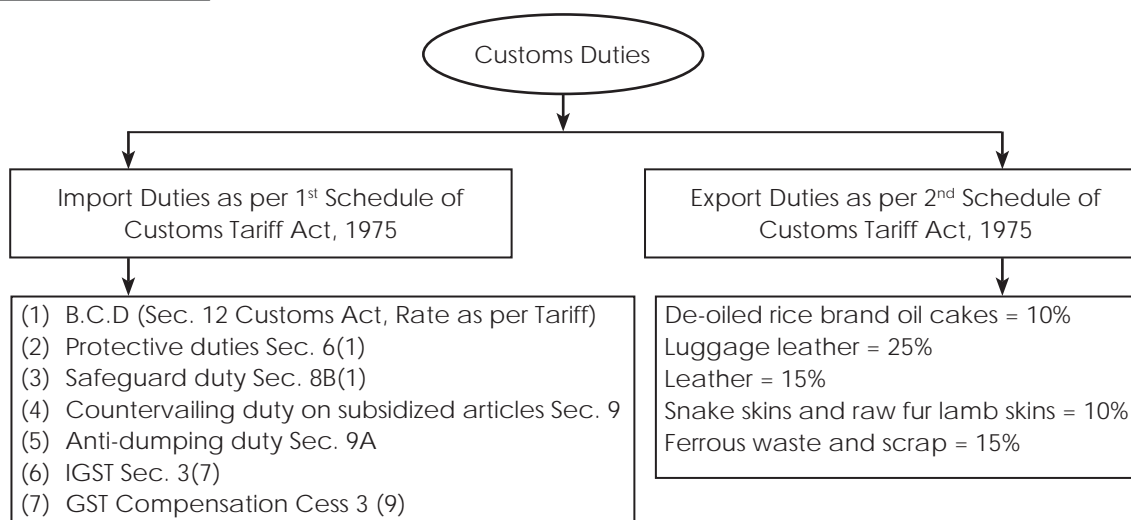 Customs Duties
Import Duties as per 1st Schedule of
Customs Tariff Act, 1975
Export Duties as per 2nd Schedule of
Customs Tariff Act, 1975
(1) B.C.D (Sec. 12 Customs Act, Rate as per Tariff)
(2) Protective duties Sec. 6(1)
(3) Safeguard duty Sec. 8B(1)
(4) Countervailing duty on subsidized articles Sec. 9
(5) Anti-dumping duty Sec. 9A
(6) IGST Sec. 3(7)
(7) GST Compensation Cess 3 (9)
De-oiled rice brand oil cakes = 10%
Luggage leather = 25%
Leather = 15%
Snake skins and raw fur lamb skins = 10%
Ferrous waste and scrap = 15%